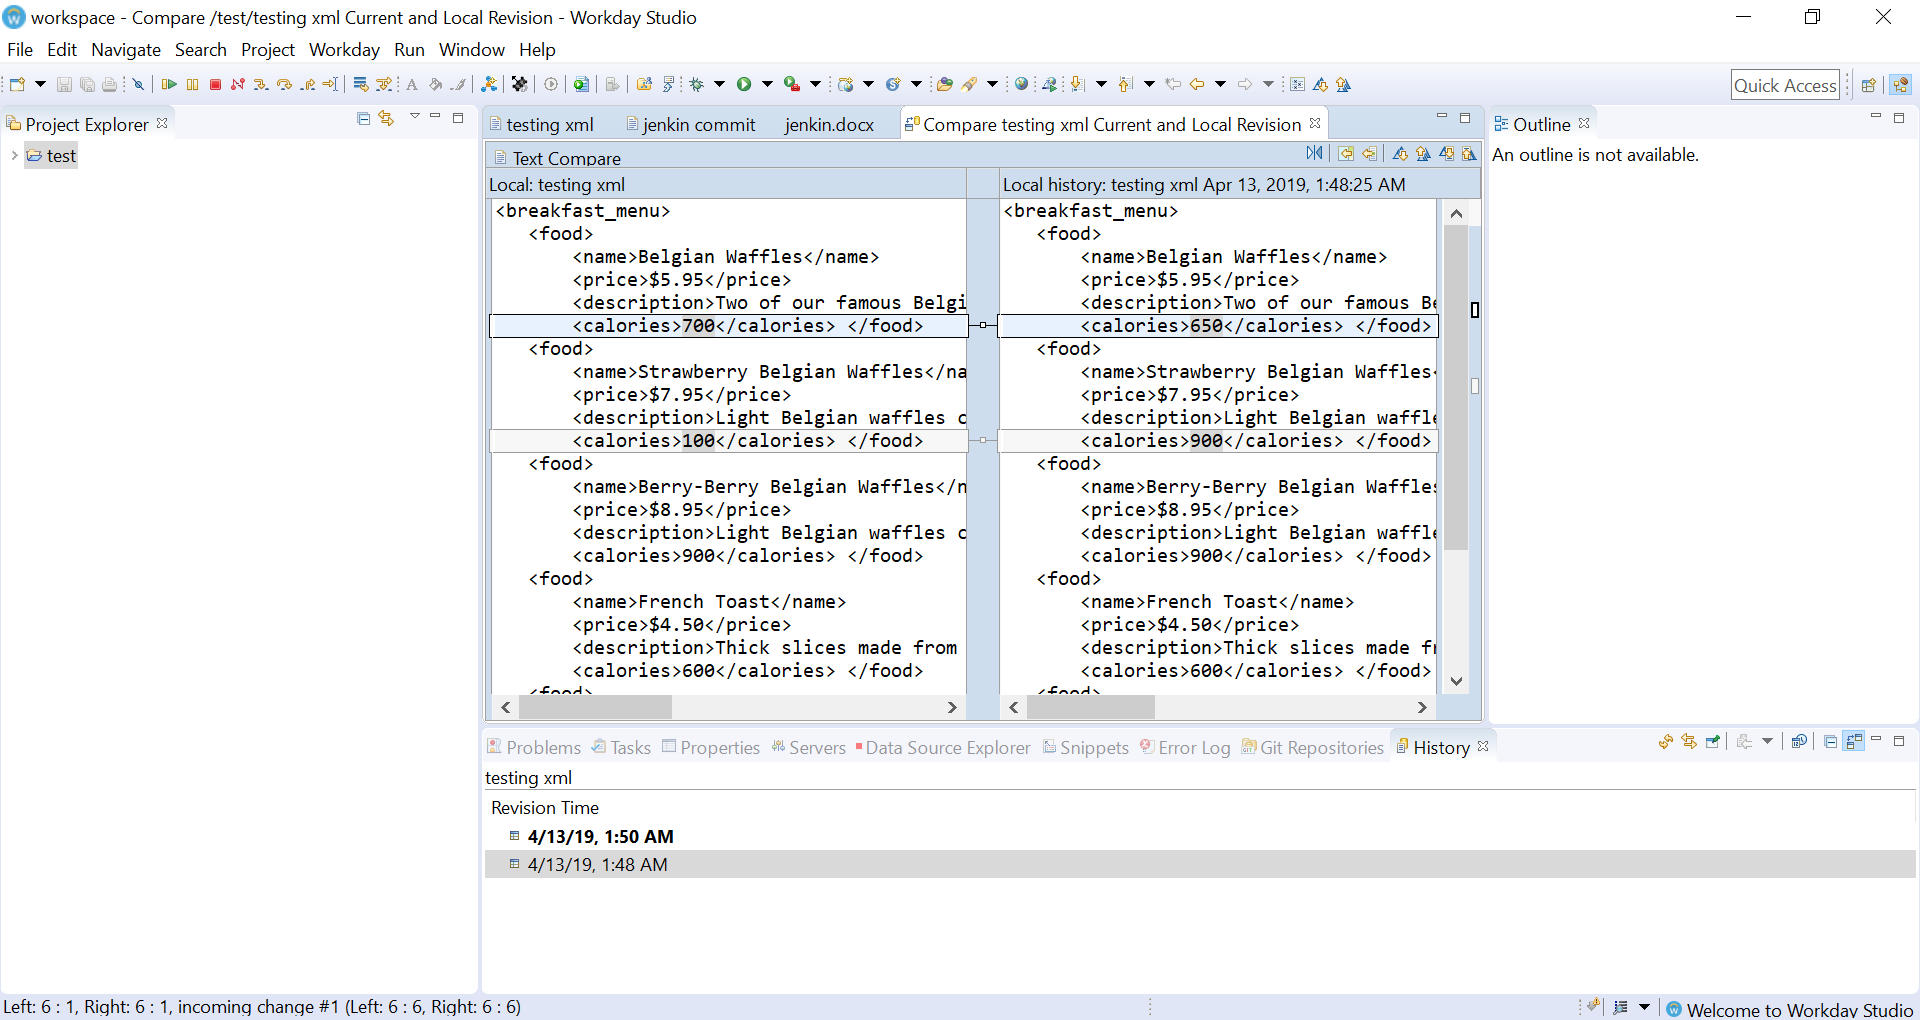 workspace - Compare /test/testing xml Current and Local Revision - Workday Studio
File Edit Navigate Search Project Workday Run Window Help
Quick Access
Project Explorer
test
testing xml
jenkin commit
jenkin.docx
Compare testing xml Current and Local Revision
Text Compare
Local: testing xml
<breakfast_menu>
<food>
<name>Belgian Waffles</name>
<price>$5.95</price>
<description>Two of our famous Belgi
<calories>700</calories> </food>
<food>
<name>Strawberry Belgian Waffles</na
<price>$7.95</price>
<description>Light Belgian waffles c
<calories>100</calories> </food>
<food>
<name>Berry-Berry Belgian Waffles</n
<price>$8.95</price>
<description>Light Belgian waffles c
<calories>900</calories> </food>
<food>
<name>French Toast</name>
<price>$4.50</price>
<description>Thick slices made from
<calories>600</calories> </food>
<food>
Local history: testing xml Apr 13, 2019, 1:48:25 AM
<breakfast_menu>
<food>
<name>Belgian Waffles</name>
<price>$5.95</price>
<description>Two of our famous Be
<calories>650</calories> </food>
<food>
<name>Strawberry Belgian Waffles<
<price>$7.95</price>
<description>Light Belgian waffle
<calories>900</calories> </food>
<food>
<name>Berry-Berry Belgian Waffles
<price>$8.95</price>
<description>Light Belgian waffle
<calories>900</calories> </food>
<food>
<name>French Toast</name>
<price>$4.50</price>
<description>Thick slices made fr
<calories>600</calories> </food>
<food>
Outline
An outline is not available.
Problems Tasks Properties Servers Data Source Explorer Snippets Error Log Git Repositories History
testing xml
Revision Time
4/13/19, 1:50 AM
4/13/19, 1:48 AM
Left: 6 : 1, Right: 6 : 1, incoming change #1 (Left: 6 : 6, Right: 6 : 6)
Welcome to Workday Studio